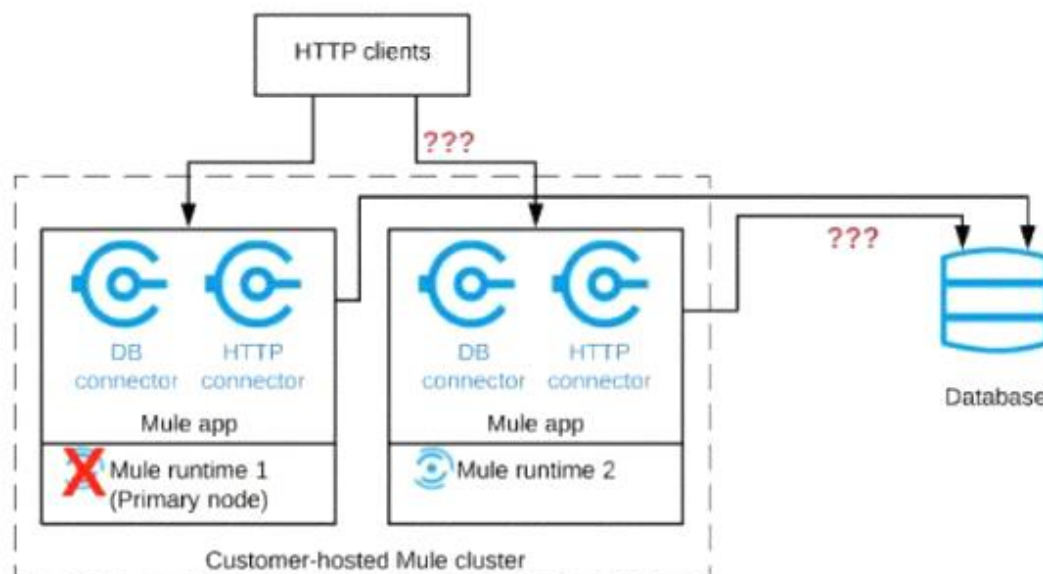 HTTP clients
???
???
DB
connector
HTTP
connector
DB
connector
HTTP
connector
Database
Mule app
Mule app
Mule runtime 1
(Primary node)
Mule runtime 2
Customer-hosted Mule cluster